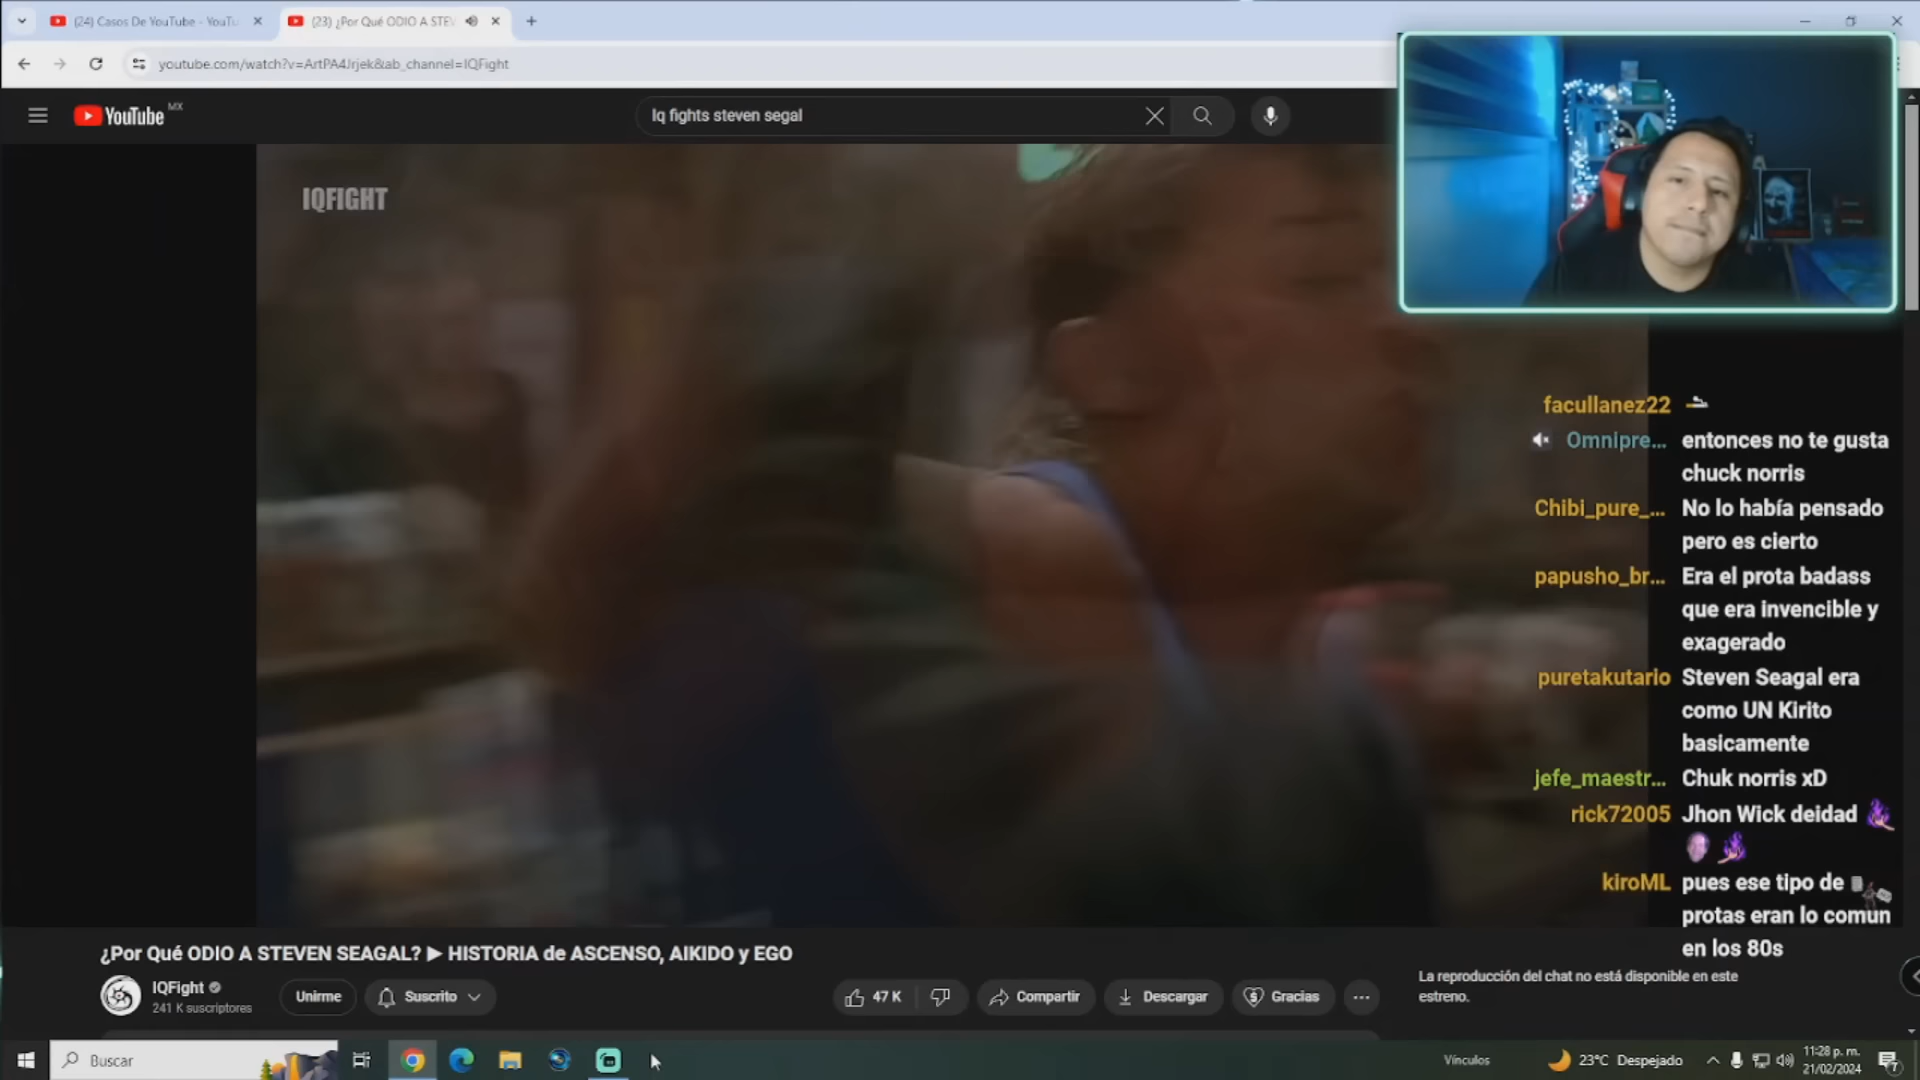 (24) Casos De YouTube - YouTu
(23) ¿Por Qué ODIO A STEV
youtube.com/watch?v=ArtPA4Jrjek&ab_channel=IQFight
YouTube MX
Iq fights steven segal
IQFIGHT
facullanez22
Omnipre... entonces no te gusta
chuck norris
Chibi_pure_... No lo había pensado
pero es cierto
papusho_br... Era el prota badass
que era invencible y
exagerado
puretakutario Steven Seagal era
como UN Kirito
basicamente
jefe_maestr... Chuk norris xD
rick72005 Jhon Wick deidad
kiroML pues ese tipo de
protas eran lo comun
en los 80s
¿Por Qué ODIO A STEVEN SEAGAL? ▶ HISTORIA de ASCENSO, AIKIDO y EGO
IQFight
241 K suscriptores
Unirme
Suscrito
47 K
Compartir
Descargar
Gracias
La reproducción del chat no está disponible en este
estreno.
Buscar
Vínculos
23°C Despejado
11:28 p. m.
21/02/2024